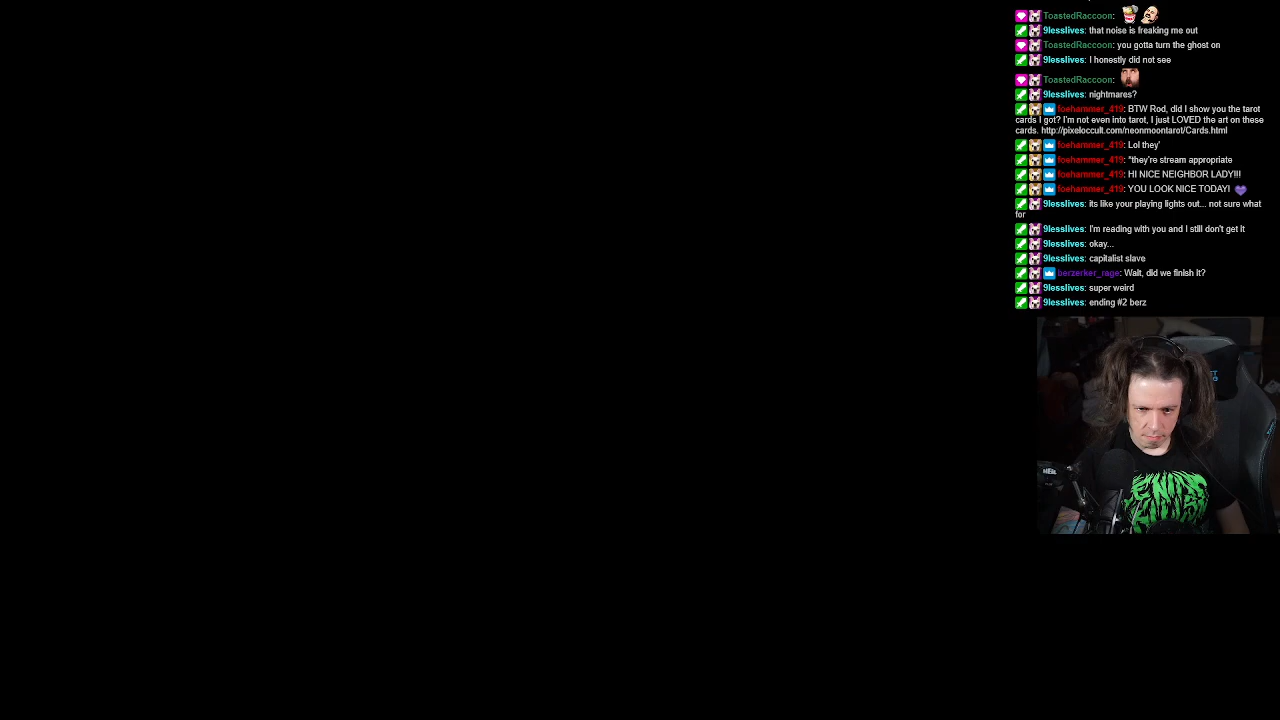 ToastedRaccoon:
9lesslives: that noise is freaking me out
ToastedRaccoon: you gotta turn the ghost on
9lesslives: I honestly did not see
ToastedRaccoon:
9lesslives: nightmares?
foehammer_419: BTW Rod, did I show you the tarot
cards I got? I'm not even into tarot, I just LOVED the art on these
cards. http://pixeloccult.com/neonmoontarot/Cards.html
foehammer_419: Lol they'
foehammer_419: *they're stream appropriate
foehammer_419: HI NICE NEIGHBOR LADY!!!
foehammer_419: YOU LOOK NICE TODAY!
9lesslives: its like your playing lights out... not sure what
for
9lesslives: I'm reading with you and I still don't get it
9lesslives: okay...
9lesslives: capitalist slave
berzerker_rage: Wait, did we finish it?
9lesslives: super weird
9lesslives: ending #2 berz